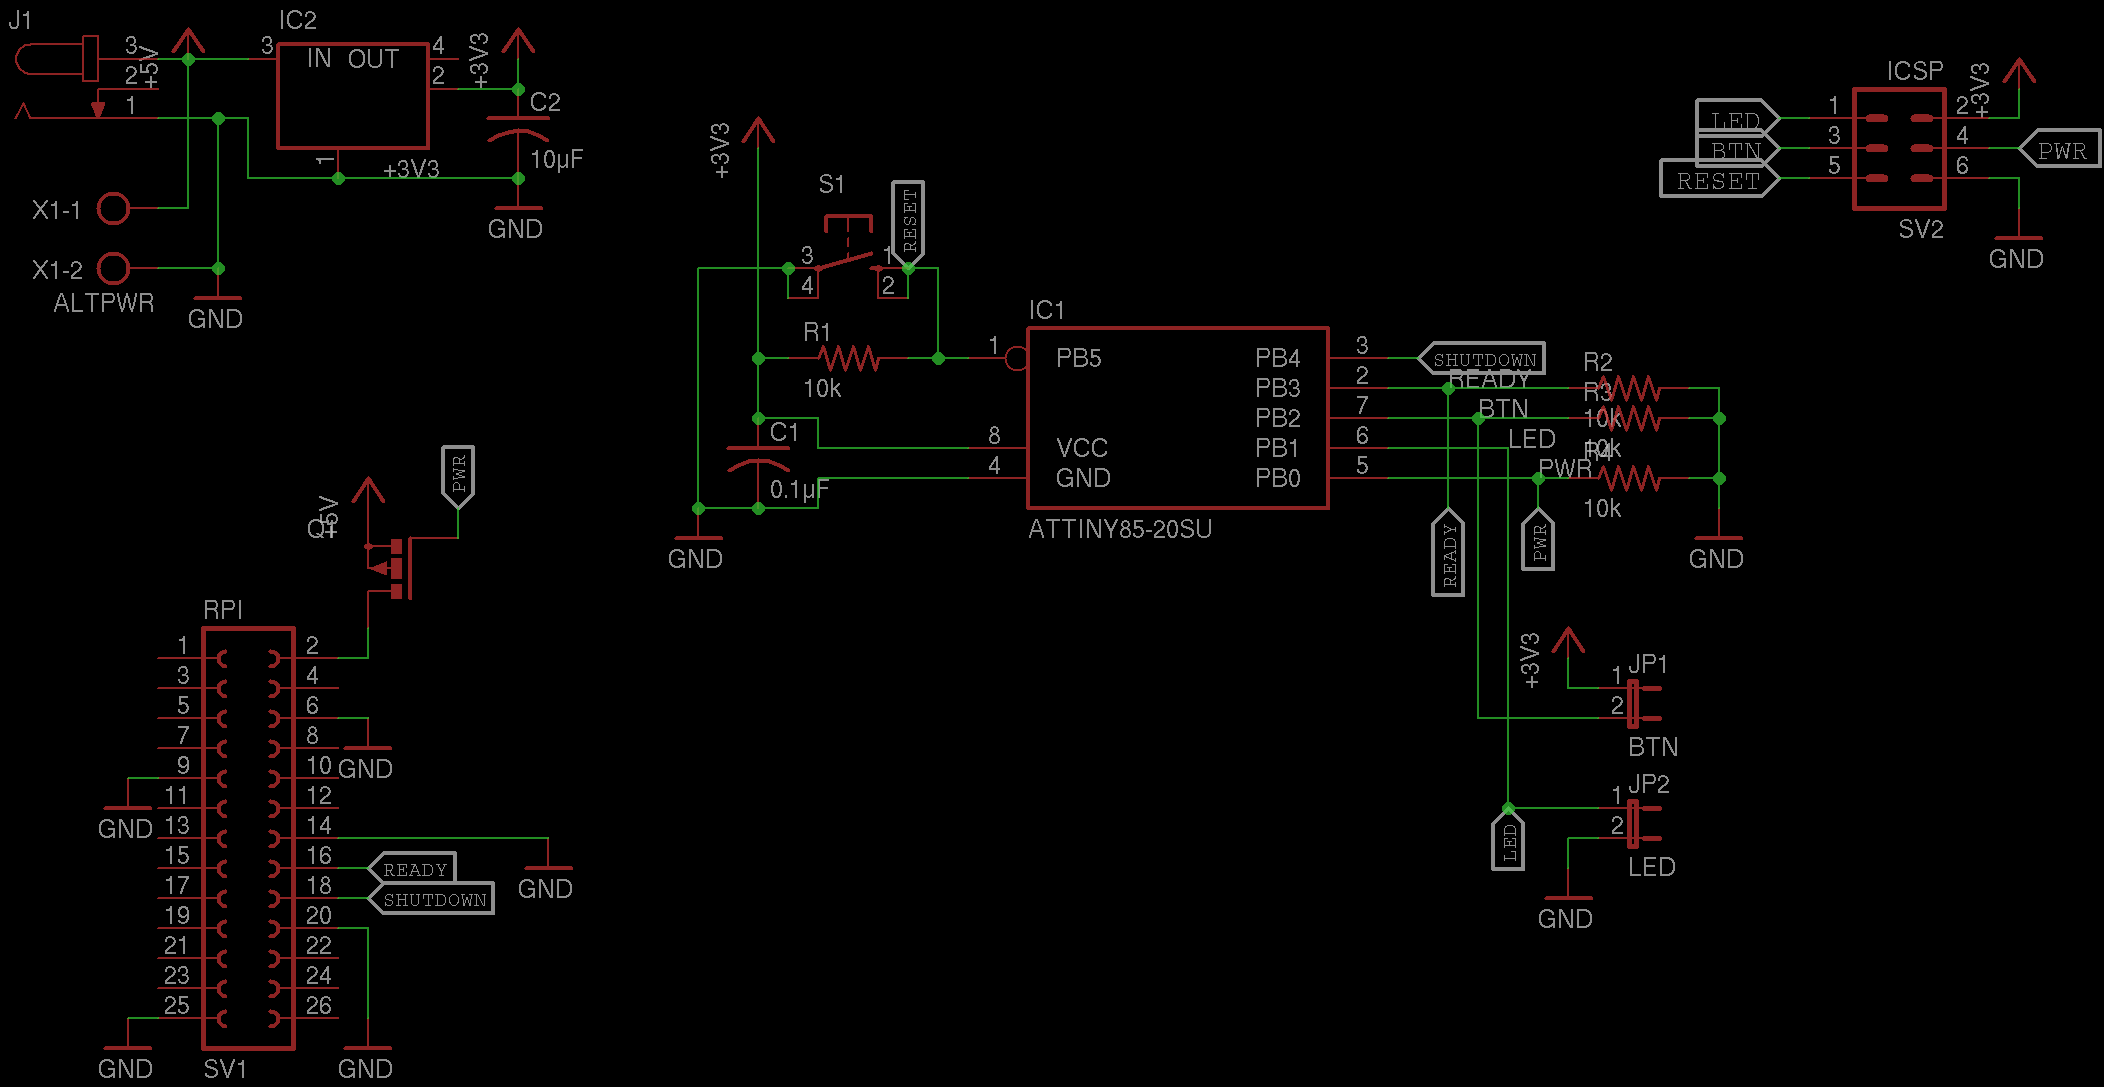 J1
3
2
1
+5V
IC2
3
IN OUT
4
2
1
+3V3
+3V3
C2
10µF
GND
X1-1
X1-2
ALTPWR
GND
+3V3
S1
3
4
1
2
RESET
R1
10k
C1
0.1µF
GND
IC1
1
8
4
PB5
VCC
GND
PB4
PB3
PB2
PB1
PB0
3
2
7
6
5
ATTINY85-20SU
SHUTDOWN
READY
BTN
LED
PWR
R2
R3
10k
10k
R4
10k
GND
READY
PWR
ICSP
LED
BTN
RESET
1
3
5
2
4
6
+3V3
PWR
SV2
GND
+3V3
JP1
1
2
BTN
JP2
1
2
LED
LED
GND
PWR
+5V
Q1
RPI
1 2
3 4
5 6
7 8
9 10
11 12
13 14
15 16
17 18
19 20
21 22
23 24
25 26
GND
GND
GND
READY
SHUTDOWN
GND
GND
SV1